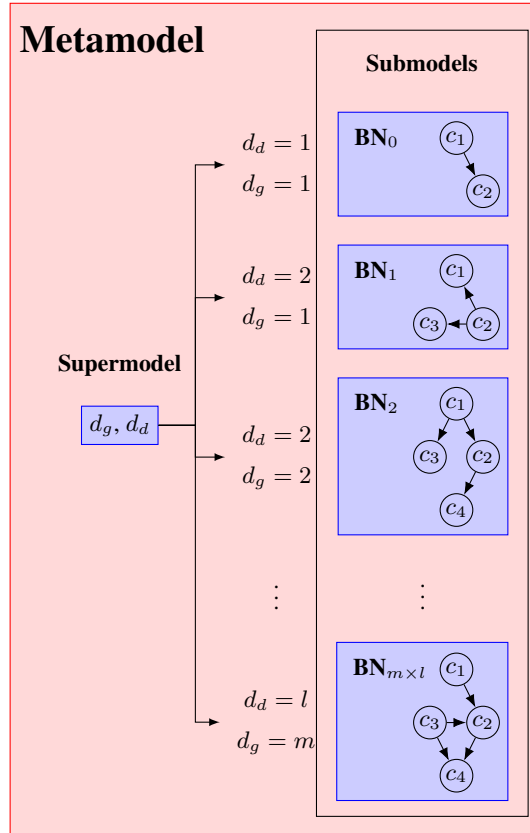 Metamodel
Submodels
d_d = 1
d_g = 1
BN_0
c_1
c_2
d_d = 2
d_g = 1
BN_1
c_1
c_3
c_2
Supermodel
d_g, d_d
d_d = 2
d_g = 2
BN_2
c_1
c_3
c_2
c_4
⋮
⋮
d_d = l
d_g = m
BN_{m×l}
c_1
c_3
c_2
c_4